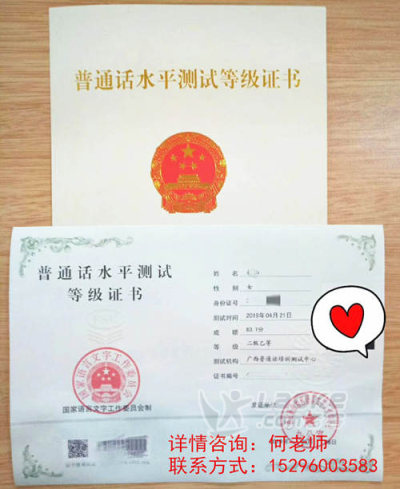 普通话水平测试等级证书
普通话水平测试
等级证书
国家语言文字工作委员会制
姓 名
性 别 女
身份证号：
测试时间 2018年04月21日
成 绩 83.7分
等 级 二级乙等
测试机构 广西普通话培训测试中心
证书编号
详情咨询：何老师
联系方式：15296003583